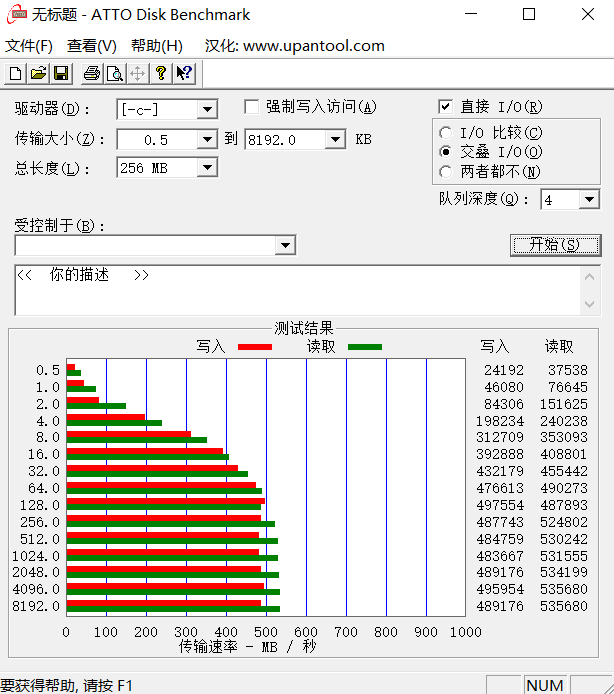 无标题 - ATTO Disk Benchmark
文件(F) 查看(V) 帮助(H) 汉化: www.upantool.com
驱动器(D): [-c-] 强制写入访问(A) 直接 I/O(R)
传输大小(Z): 0.5 到 8192.0 KB I/O 比较(C)
交叠 I/O(O)
总长度(L): 256 MB 两者都不(N)
队列深度(Q): 4
受控制于(B):
开始(S)
<< 你的描述 >>
测试结果
写入 读取 写入 读取
0.5 24192 37538
1.0 46080 76645
2.0 84306 151625
4.0 198234 240238
8.0 312709 353093
16.0 392888 408801
32.0 432179 455442
64.0 476613 490273
128.0 497554 487893
256.0 487743 524802
512.0 484759 530242
1024.0 483667 531555
2048.0 489176 534199
4096.0 495954 535680
8192.0 489176 535680
0 100 200 300 400 500 600 700 800 900 1000
传输速率 - MB / 秒
要获得帮助, 请按 F1 NUM